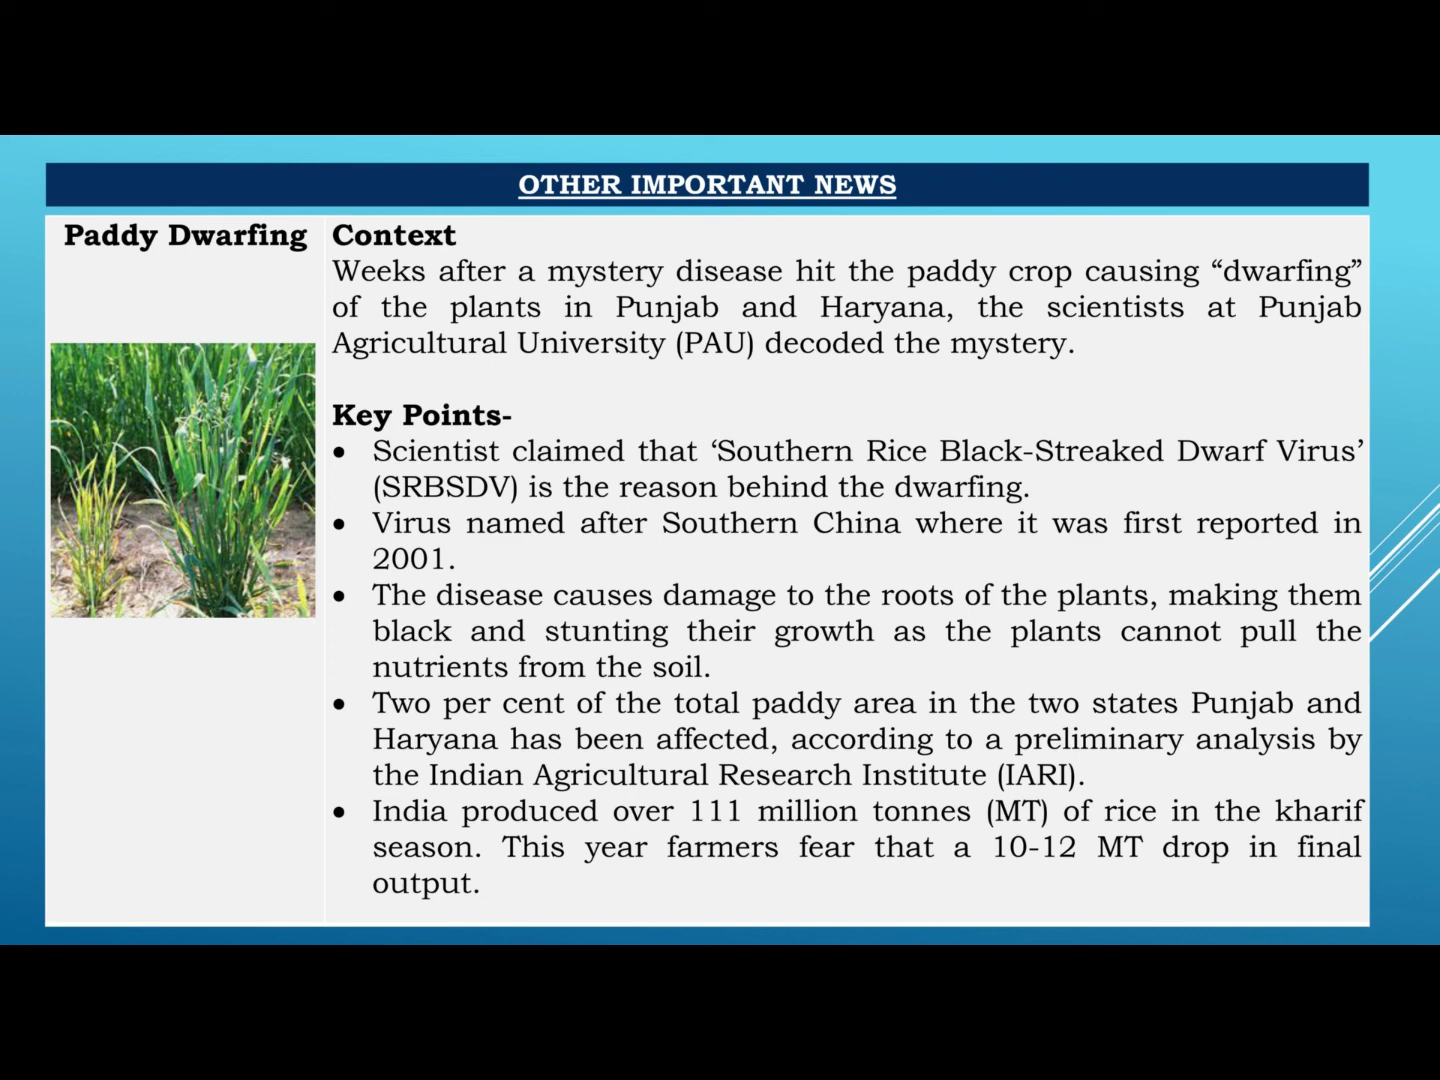 OTHER IMPORTANT NEWS
Paddy Dwarfing
Context
Weeks after a mystery disease hit the paddy crop causing “dwarfing”
of the plants in Punjab and Haryana, the scientists at Punjab
Agricultural University (PAU) decoded the mystery.
Key Points-
• Scientist claimed that ‘Southern Rice Black-Streaked Dwarf Virus’
(SRBSDV) is the reason behind the dwarfing.
• Virus named after Southern China where it was first reported in
2001.
• The disease causes damage to the roots of the plants, making them
black and stunting their growth as the plants cannot pull the
nutrients from the soil.
• Two per cent of the total paddy area in the two states Punjab and
Haryana has been affected, according to a preliminary analysis by
the Indian Agricultural Research Institute (IARI).
• India produced over 111 million tonnes (MT) of rice in the kharif
season. This year farmers fear that a 10-12 MT drop in final
output.